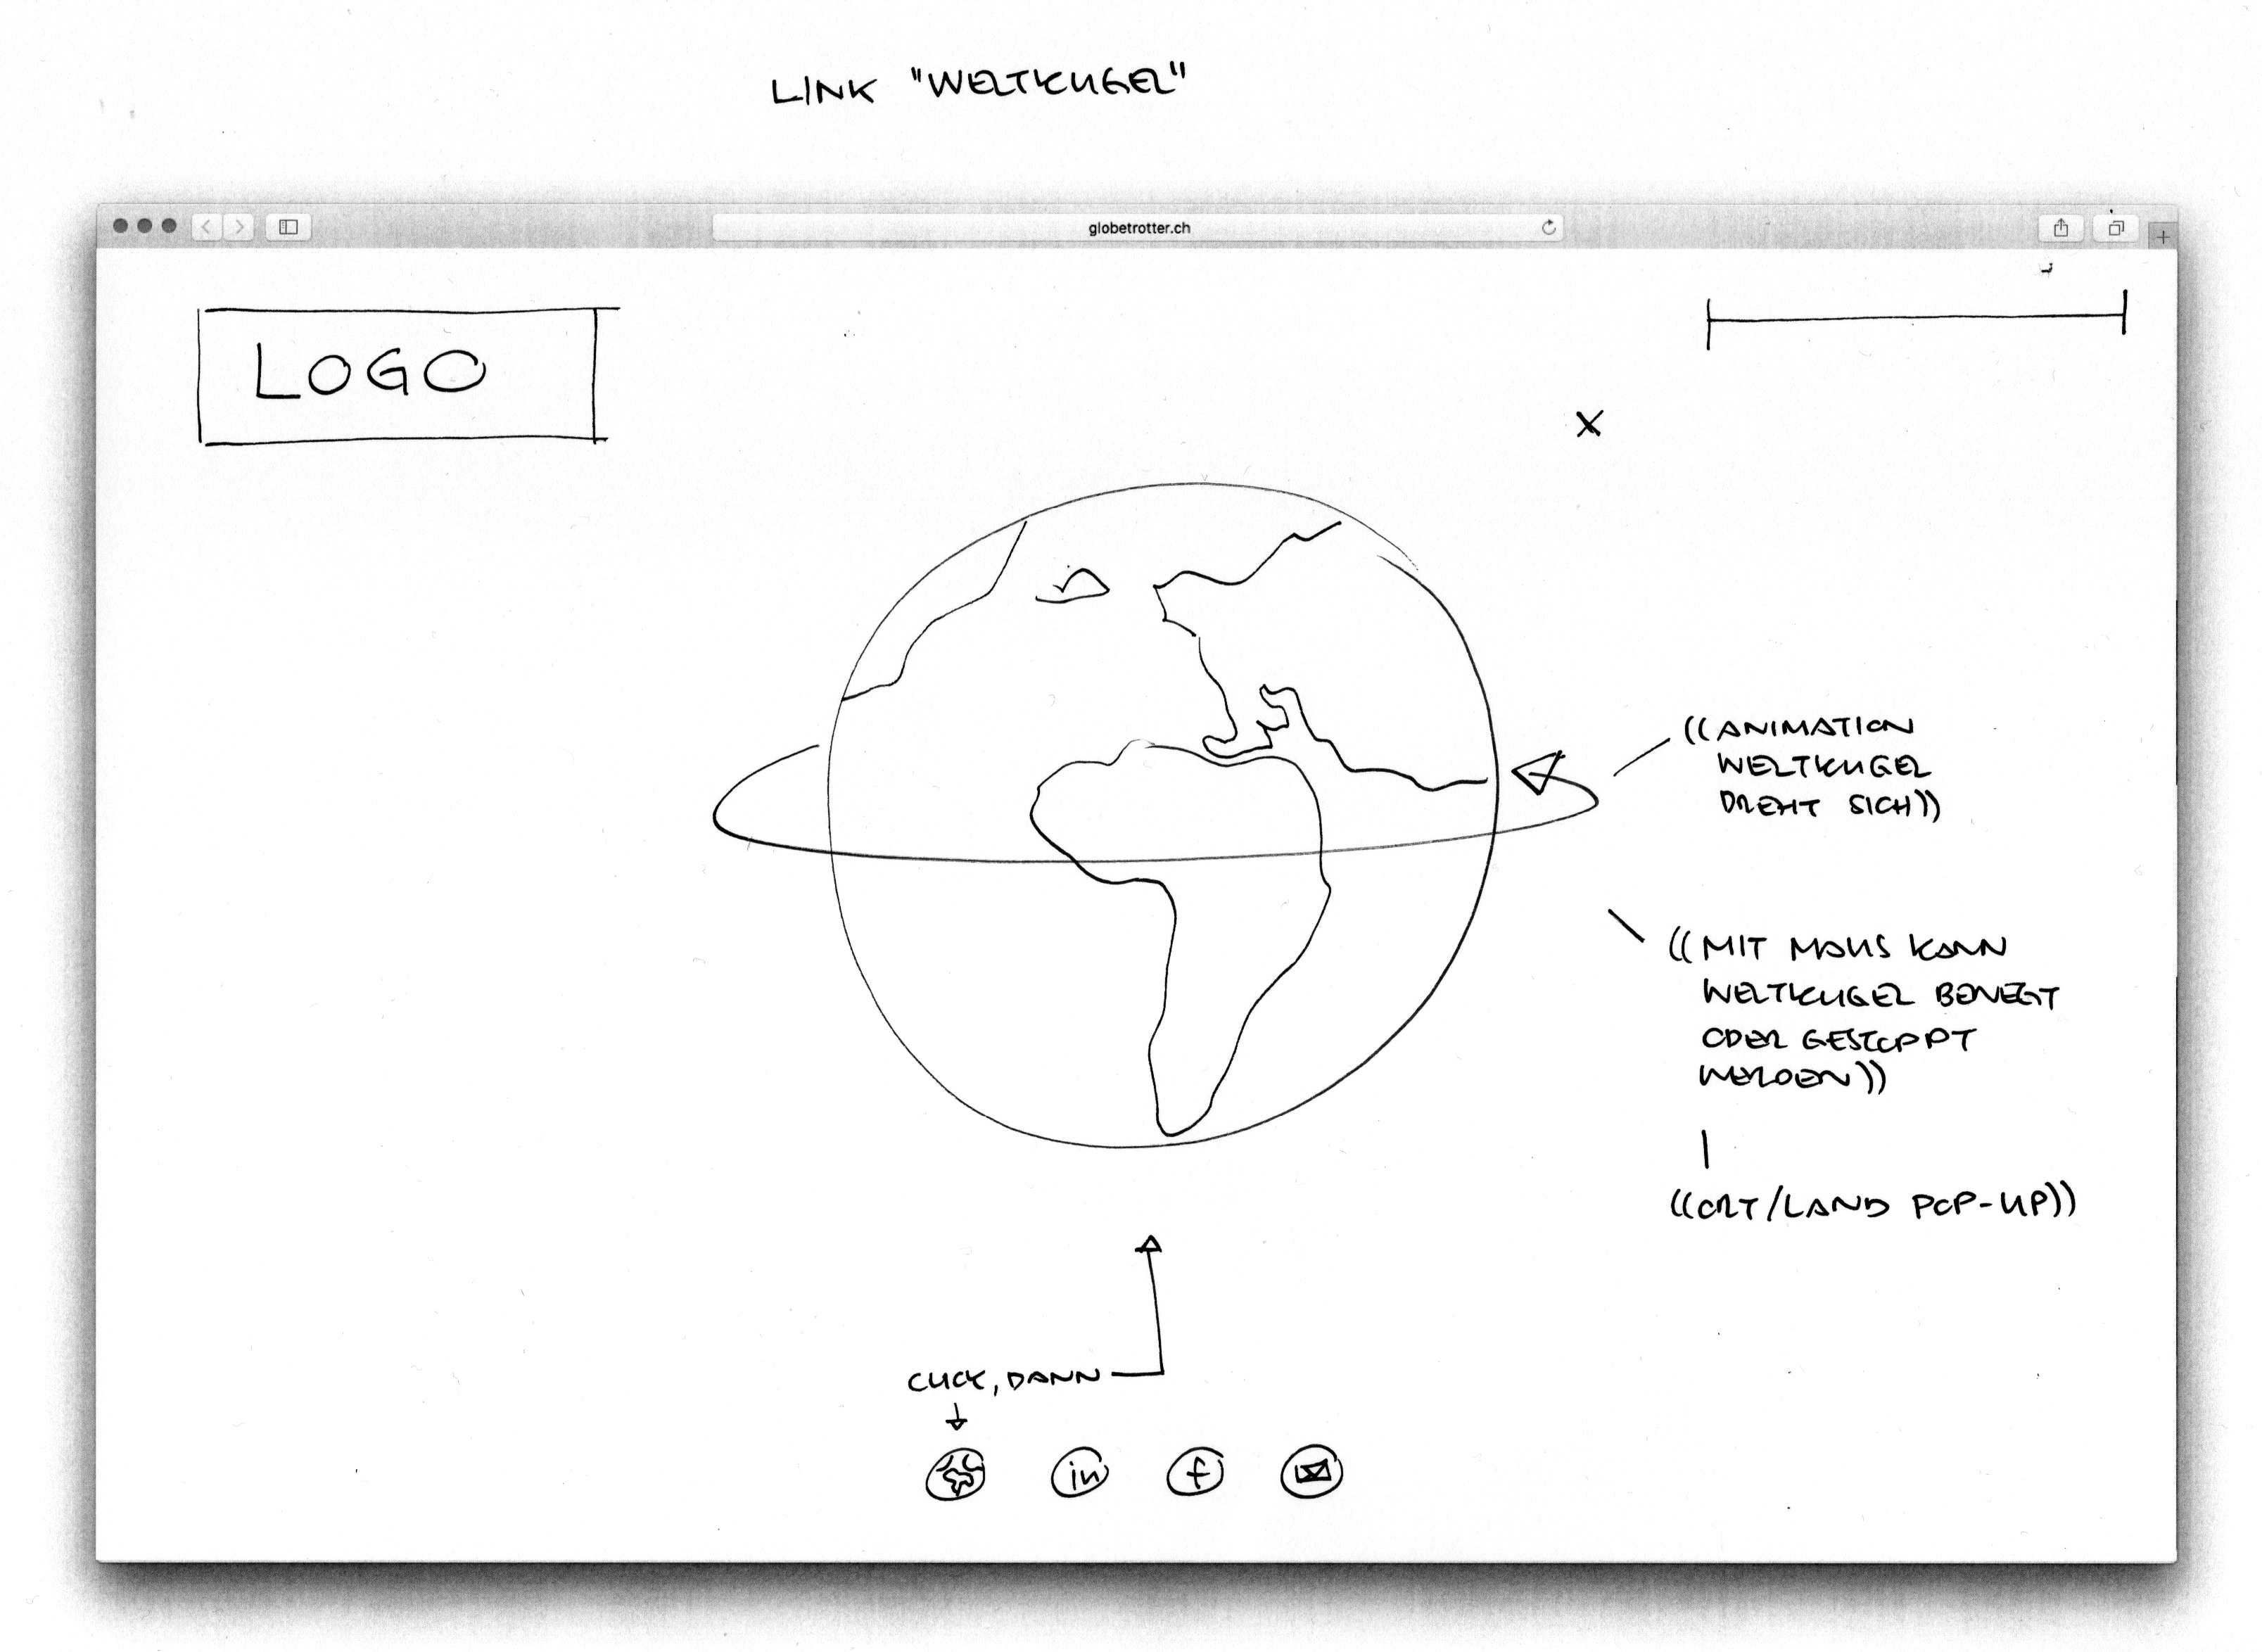 LINK "WELTKUGEL"
globetrotter.ch
LOGO
X
((ANIMATION
WELTKUGEL
DREHT SICH))
((MIT MAUS KANN
WELTKUGEL BEWEGT
ODER GESTOPPT
WERDEN))
((ORT/LAND POP-UP))
CLICK, DANN
in
f